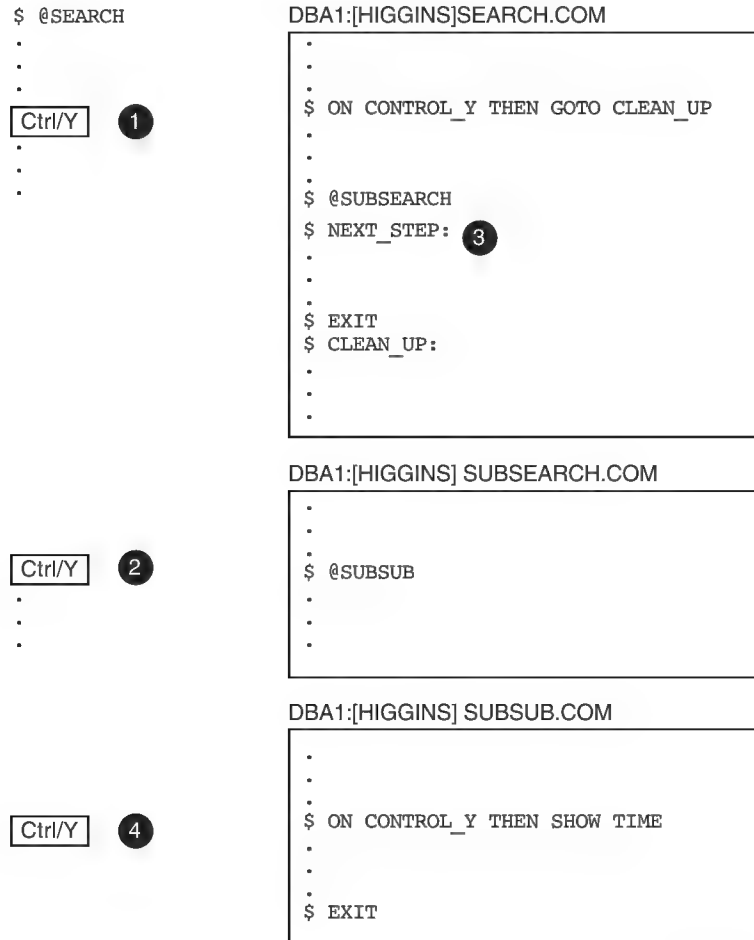 $ @SEARCH
.
.
.
Ctrl/Y 1
.
.
.
DBA1:[HIGGINS]SEARCH.COM
.
.
.
$ ON CONTROL_Y THEN GOTO CLEAN_UP
.
.
.
$ @SUBSEARCH
$ NEXT_STEP: 3
.
.
.
$ EXIT
$ CLEAN_UP:
.
.
.
DBA1:[HIGGINS] SUBSEARCH.COM
Ctrl/Y 2
.
.
.
.
.
.
$ @SUBSUB
.
.
.
DBA1:[HIGGINS] SUBSUB.COM
Ctrl/Y 4
.
.
.
$ ON CONTROL_Y THEN SHOW TIME
.
.
.
$ EXIT